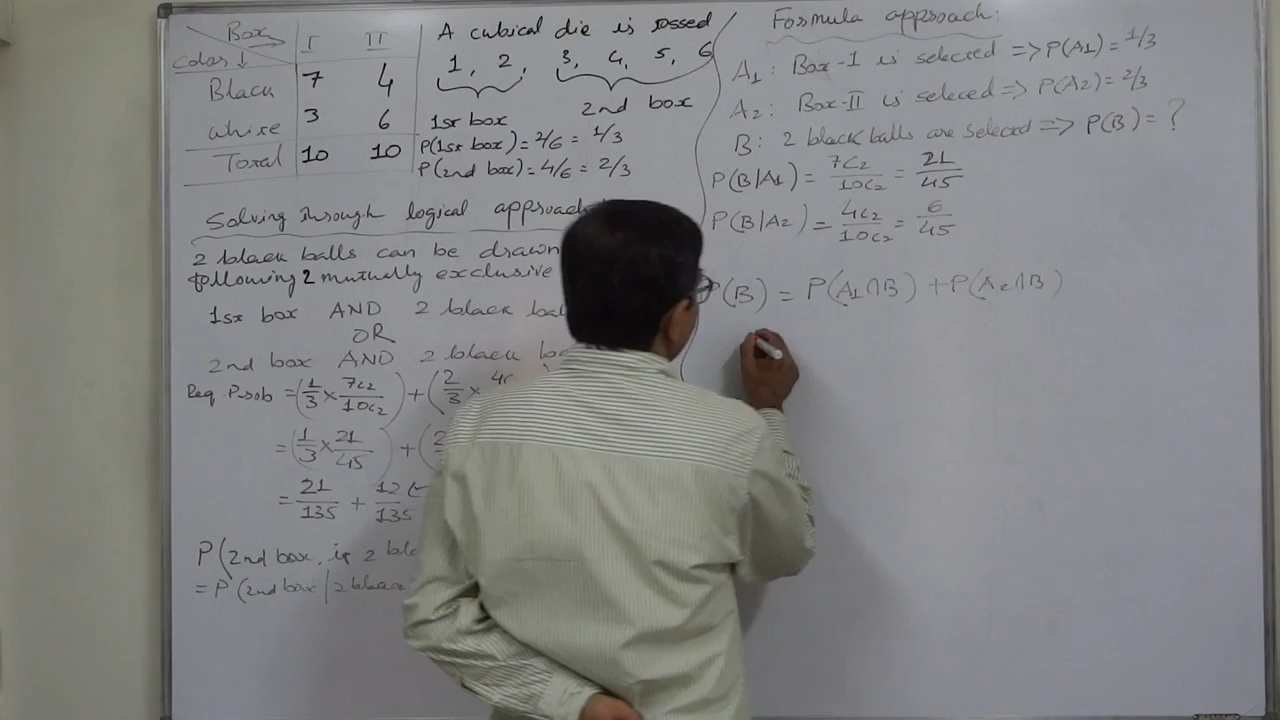 Box I II
Colour ↓
Black 7 4
White 3 6
Total 10 10
A cubical die is tossed
1, 2, 3, 4, 5, 6
1st box 2nd box
P(1st box) = 2/6 = 1/3
P(2nd box) = 4/6 = 2/3
Solving through logical approach
2 black balls can be drawn
following 2 mutually exclusive
1st box AND 2 black
OR
2nd box AND 2 black
Req Prob = (1/3 × 7C2/10C2) + (2/3 ×
= (1/3 × 21/45) + (
= 21/135 + 12/135
P(2nd box, if 2
= P(2nd box | 2 black
Formula approach:
A1: Box-I is selected => P(A1) = 1/3
A2: Box-II is seleced => P(A2) = 2/3
B: 2 black balls are selected => P(B) = ?
P(B|A1) = 7C2/10C2 = 21/45
P(B|A2) = 4C2/10C2 = 6/45
P(B) = P(A1∩B) + P(A2∩B)